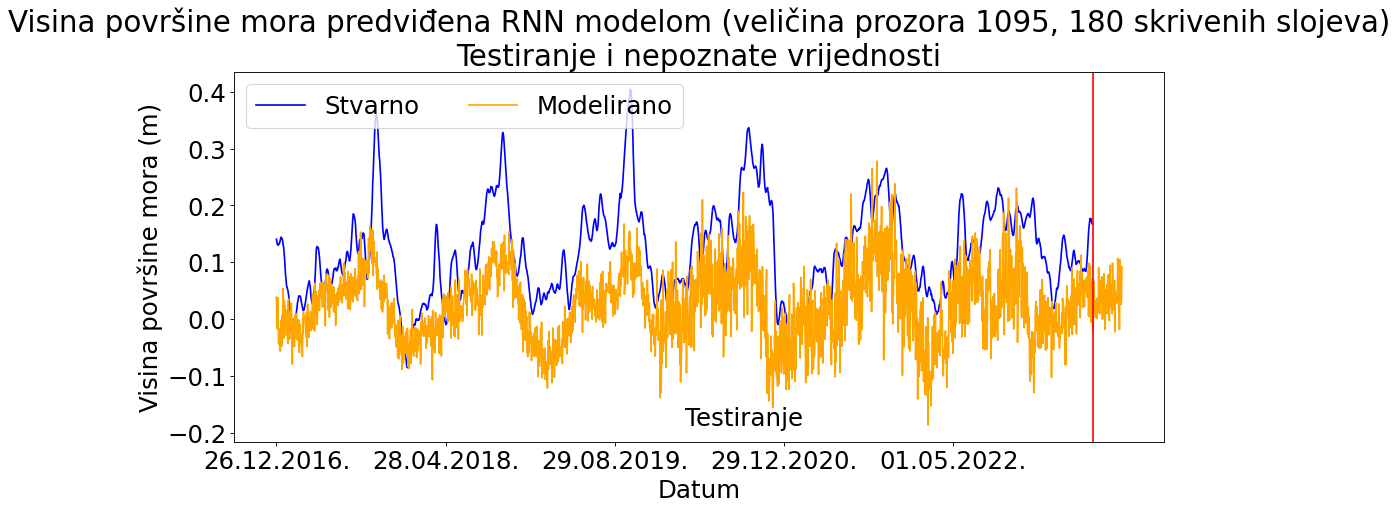 Visina površine mora predviđena RNN modelom (veličina prozora 1095, 180 skrivenih slojeva)
Testiranje i nepoznate vrijednosti
Stvarno
Modelirano
Visina površine mora (m)
0.4
0.3
0.2
0.1
0.0
−0.1
−0.2
Testiranje
26.12.2016.
28.04.2018.
29.08.2019.
29.12.2020.
01.05.2022.
Datum